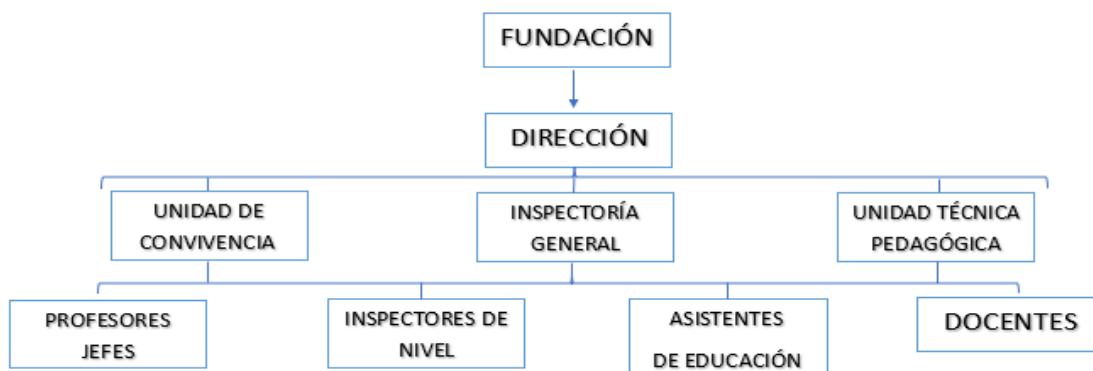 FUNDACIÓN
DIRECCIÓN
UNIDAD DE
CONVIVENCIA
INSPECTORÍA
GENERAL
UNIDAD TÉCNICA
PEDAGÓGICA
PROFESORES
JEFES
INSPECTORES DE
NIVEL
ASISTENTES
DE EDUCACIÓN
DOCENTES